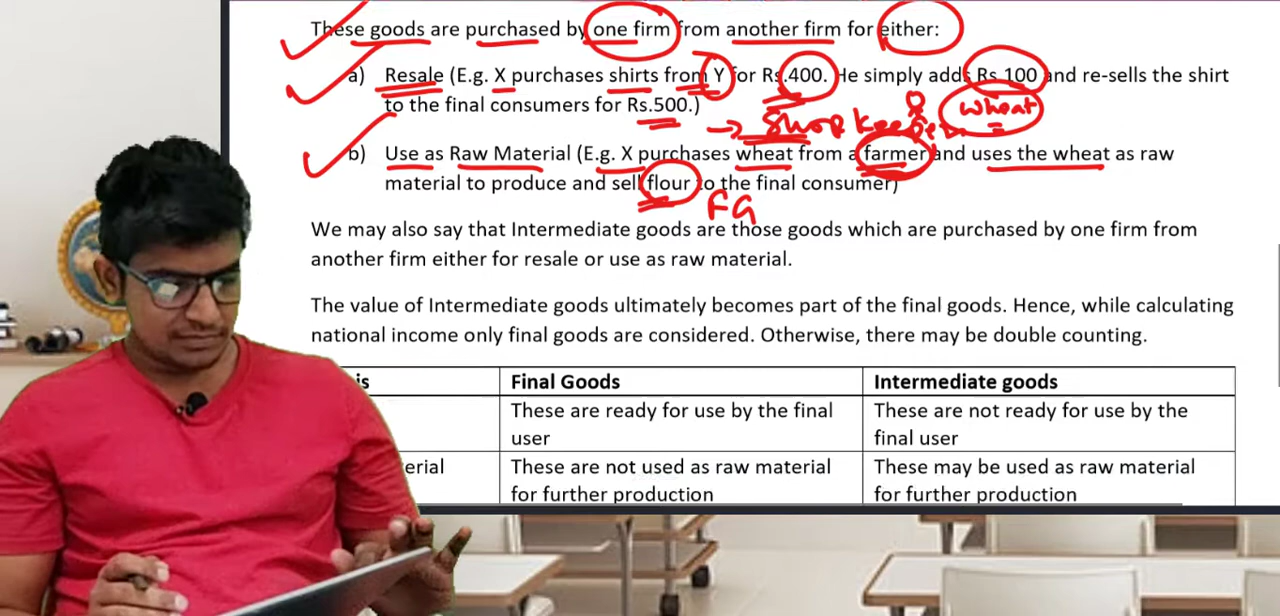 These goods are purchased by one firm from another firm for either:
a) Resale (E.g. X purchases shirts from Y for Rs.400. He simply adds Rs.100 and re-sells the shirt
to the final consumers for Rs.500.)
→ Shopkeeper wheat
b) Use as Raw Material (E.g. X purchases wheat from a farmer and uses the wheat as raw
material to produce and sell flour to the final consumer)
FG
We may also say that Intermediate goods are those goods which are purchased by one firm from
another firm either for resale or use as raw material.
The value of Intermediate goods ultimately becomes part of the final goods. Hence, while calculating
national income only final goods are considered. Otherwise, there may be double counting.
is Final Goods Intermediate goods
These are ready for use by the final These are not ready for use by the
user final user
erial These are not used as raw material These may be used as raw material
for further production for further production